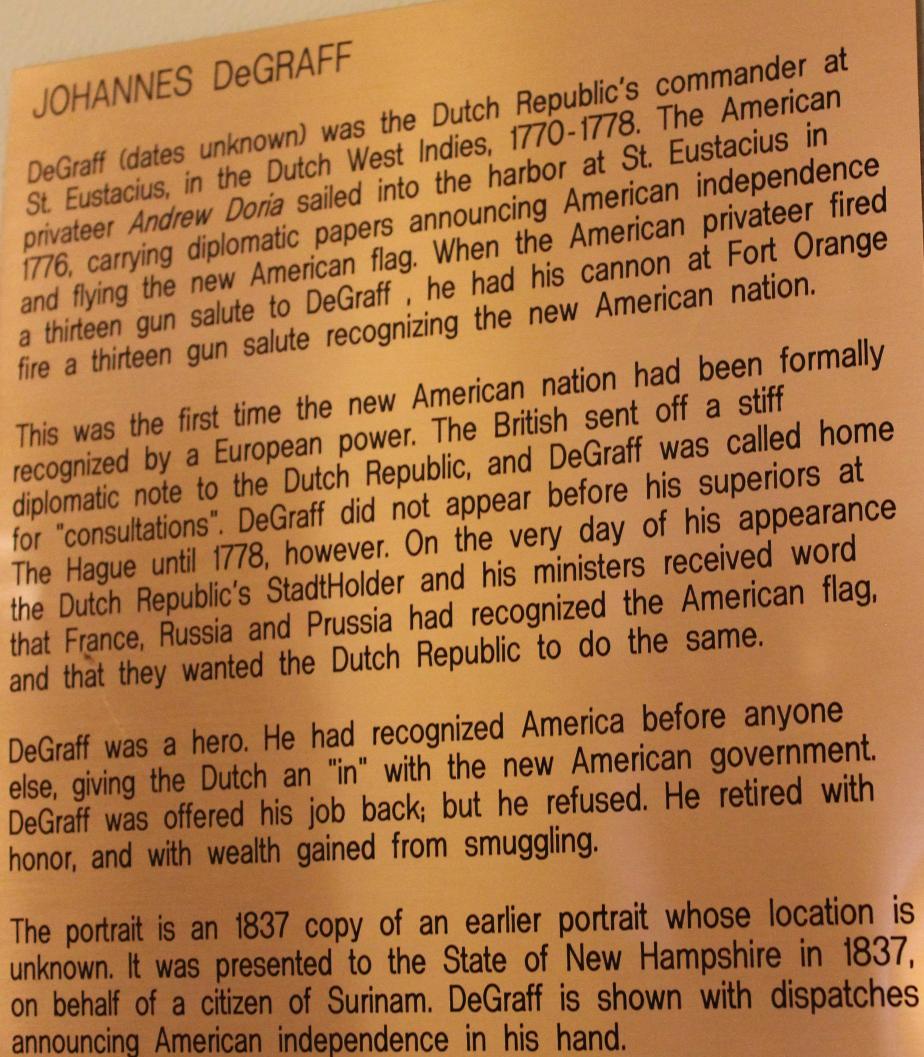 JOHANNES DeGRAFF
DeGraff (dates unknown) was the Dutch Republic's commander at
St. Eustacius, in the Dutch West Indies, 1770-1778. The American
privateer Andrew Doria sailed into the harbor at St. Eustacius in
1776, carrying diplomatic papers announcing American independence
and flying the new American flag. When the American privateer fired
a thirteen gun salute to DeGraff , he had his cannon at Fort Orange
fire a thirteen gun salute recognizing the new American nation.
This was the first time the new American nation had been formally
recognized by a European power. The British sent off a stiff
diplomatic note to the Dutch Republic, and DeGraff was called home
for "consultations". DeGraff did not appear before his superiors at
The Hague until 1778, however. On the very day of his appearance
the Dutch Republic's StadtHolder and his ministers received word
that France, Russia and Prussia had recognized the American flag,
and that they wanted the Dutch Republic to do the same.
DeGraff was a hero. He had recognized America before anyone
else, giving the Dutch an "in" with the new American government.
DeGraff was offered his job back; but he refused. He retired with
honor, and with wealth gained from smuggling.
The portrait is an 1837 copy of an earlier portrait whose location is
unknown. It was presented to the State of New Hampshire in 1837,
on behalf of a citizen of Surinam. DeGraff is shown with dispatches
announcing American independence in his hand.